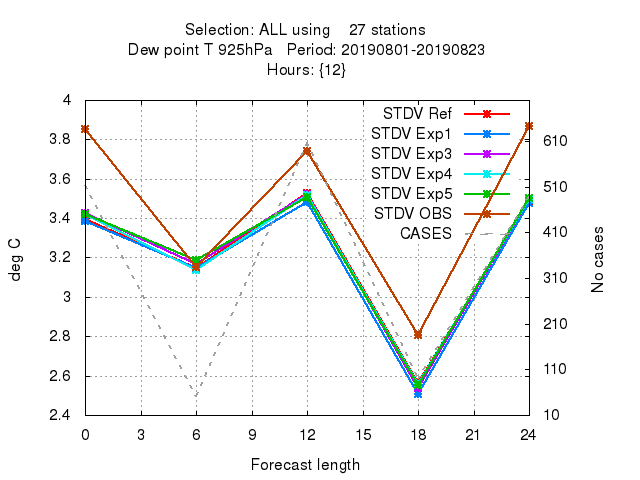 Selection: ALL using 27 stations
Dew point T 925hPa Period: 20190801-20190823
Hours: {12}
4
3.8
3.6
3.4
3.2
3
2.8
2.6
2.4
deg C
STDV Ref
STDV Exp1
STDV Exp3
STDV Exp4
STDV Exp5
STDV OBS
CASES
610
510
410
310
210
110
10
No cases
0 3 6 9 12 15 18 21 24
Forecast length